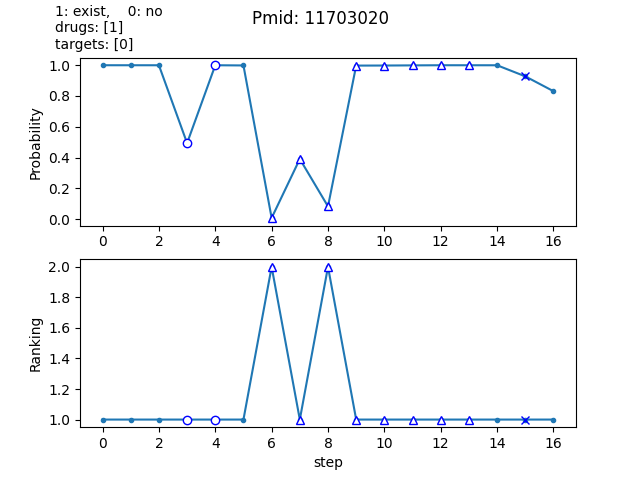 1: exist,    0: no
drugs: [1]
targets: [0]
Pmid: 11703020
Probability
1.0
0.8
0.6
0.4
0.2
0.0
0 2 4 6 8 10 12 14 16
Ranking
2.0
1.8
1.6
1.4
1.2
1.0
0 2 4 6 8 10 12 14 16
step